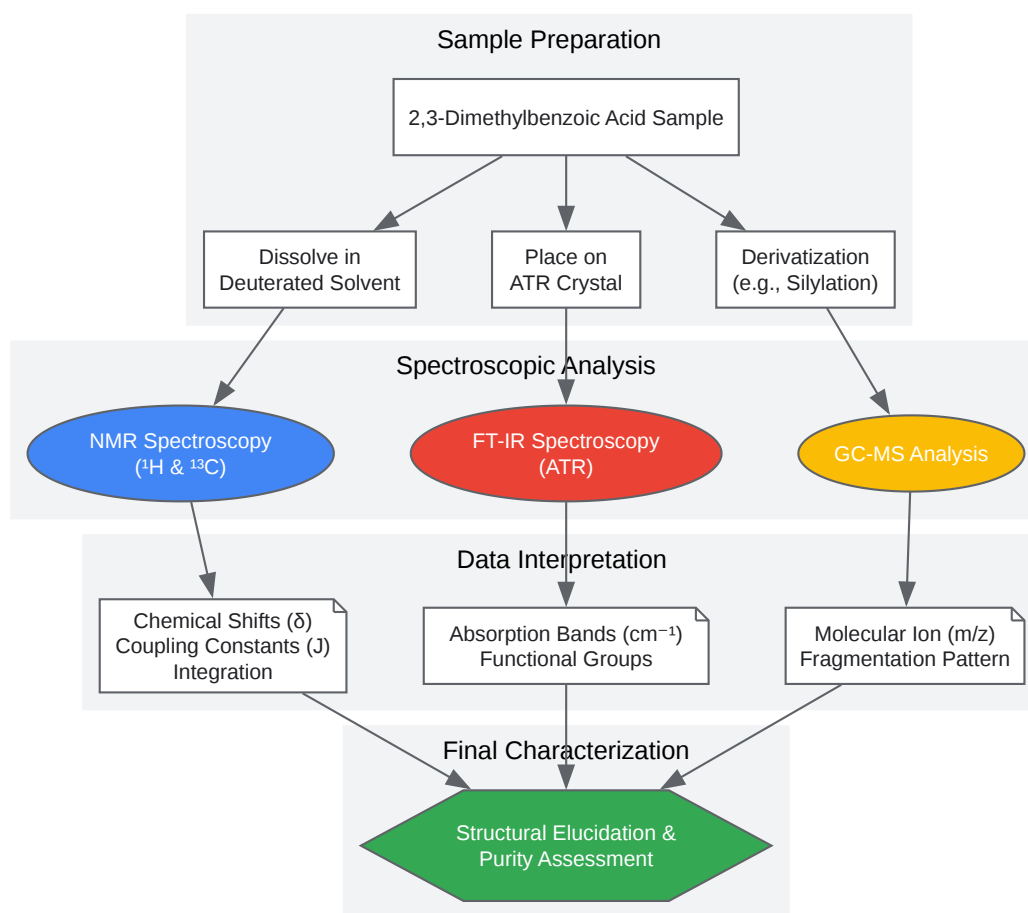 Sample Preparation
2,3-Dimethylbenzoic Acid Sample
Dissolve in
Deuterated Solvent
Place on
ATR Crystal
Derivatization
(e.g., Silylation)
Spectroscopic Analysis
NMR Spectroscopy
(¹H & ¹³C)
FT-IR Spectroscopy
(ATR)
GC-MS Analysis
Data Interpretation
Chemical Shifts (δ)
Coupling Constants (J)
Integration
Absorption Bands (cm⁻¹)
Functional Groups
Molecular Ion (m/z)
Fragmentation Pattern
Final Characterization
Structural Elucidation &
Purity Assessment